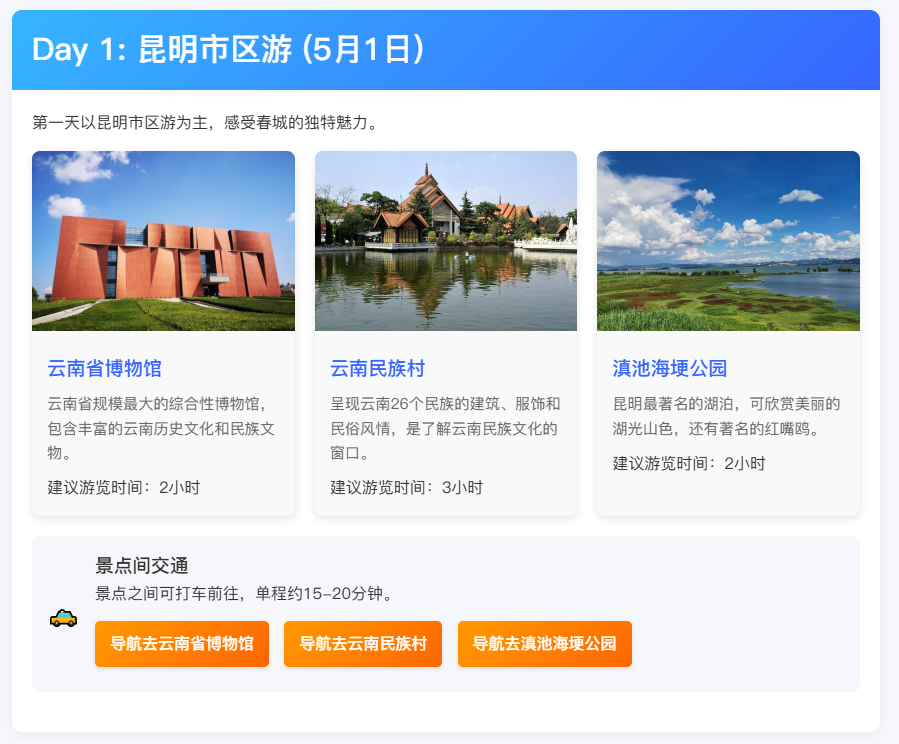 Day 1: 昆明市区游 (5月1日)
第一天以昆明市区游为主，感受春城的独特魅力。
云南省博物馆
云南省规模最大的综合性博物馆，
包含丰富的云南历史文化和民族文
物。
建议游览时间：2小时
云南民族村
呈现云南26个民族的建筑、服饰和
民俗风情，是了解云南民族文化的
窗口。
建议游览时间：3小时
滇池海埂公园
昆明最著名的湖泊，可欣赏美丽的
湖光山色，还有著名的红嘴鸥。
建议游览时间：2小时
景点间交通
景点之间可打车前往，单程约15-20分钟。
导航去云南省博物馆
导航去云南民族村
导航去滇池海埂公园